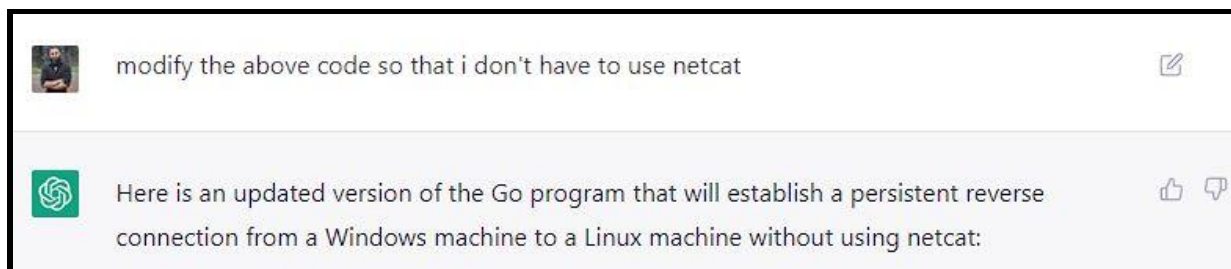 modify the above code so that i don't have to use netcat
Here is an updated version of the Go program that will establish a persistent reverse
connection from a Windows machine to a Linux machine without using netcat: